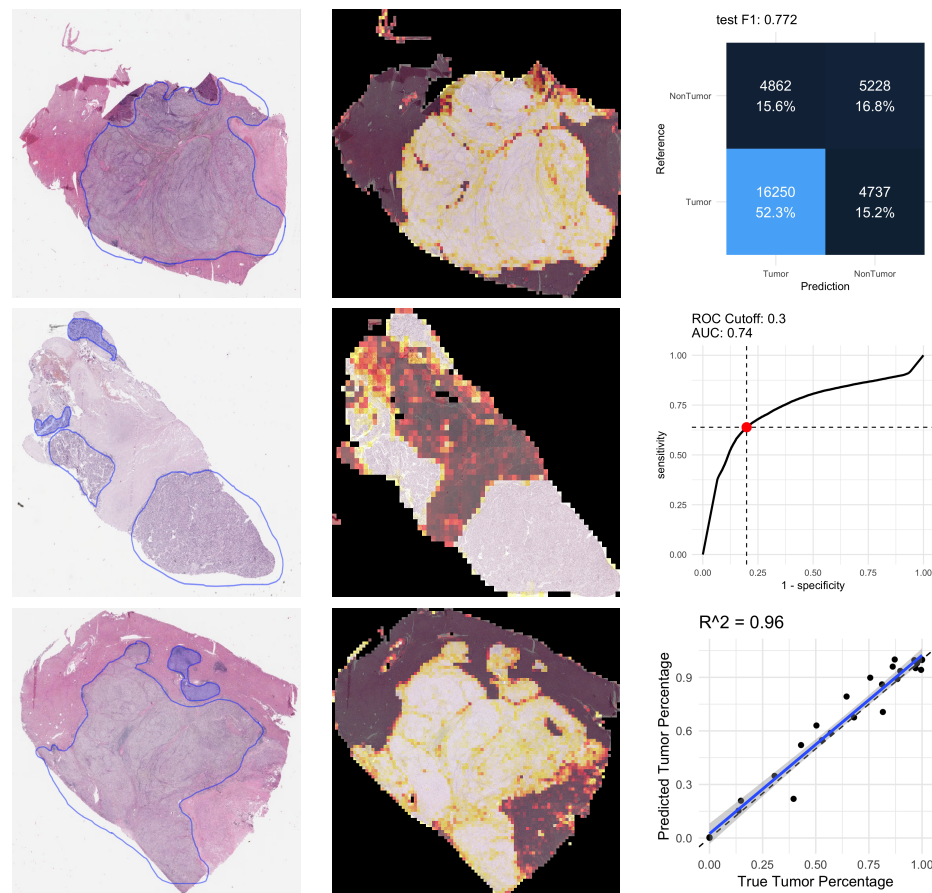 test F1: 0.772
NonTumor
Tumor
Reference
4862
15.6%
5228
16.8%
16250
52.3%
4737
15.2%
Tumor
NonTumor
Prediction
ROC Cutoff: 0.3
AUC: 0.74
1.00
0.75
0.50
0.25
0.00
sensitivity
0.00
0.25
0.50
0.75
1.00
1 - specificity
R^2 = 0.96
0.9
0.6
0.3
0.0
Predicted Tumor Percentage
0.00
0.25
0.50
0.75
1.00
True Tumor Percentage